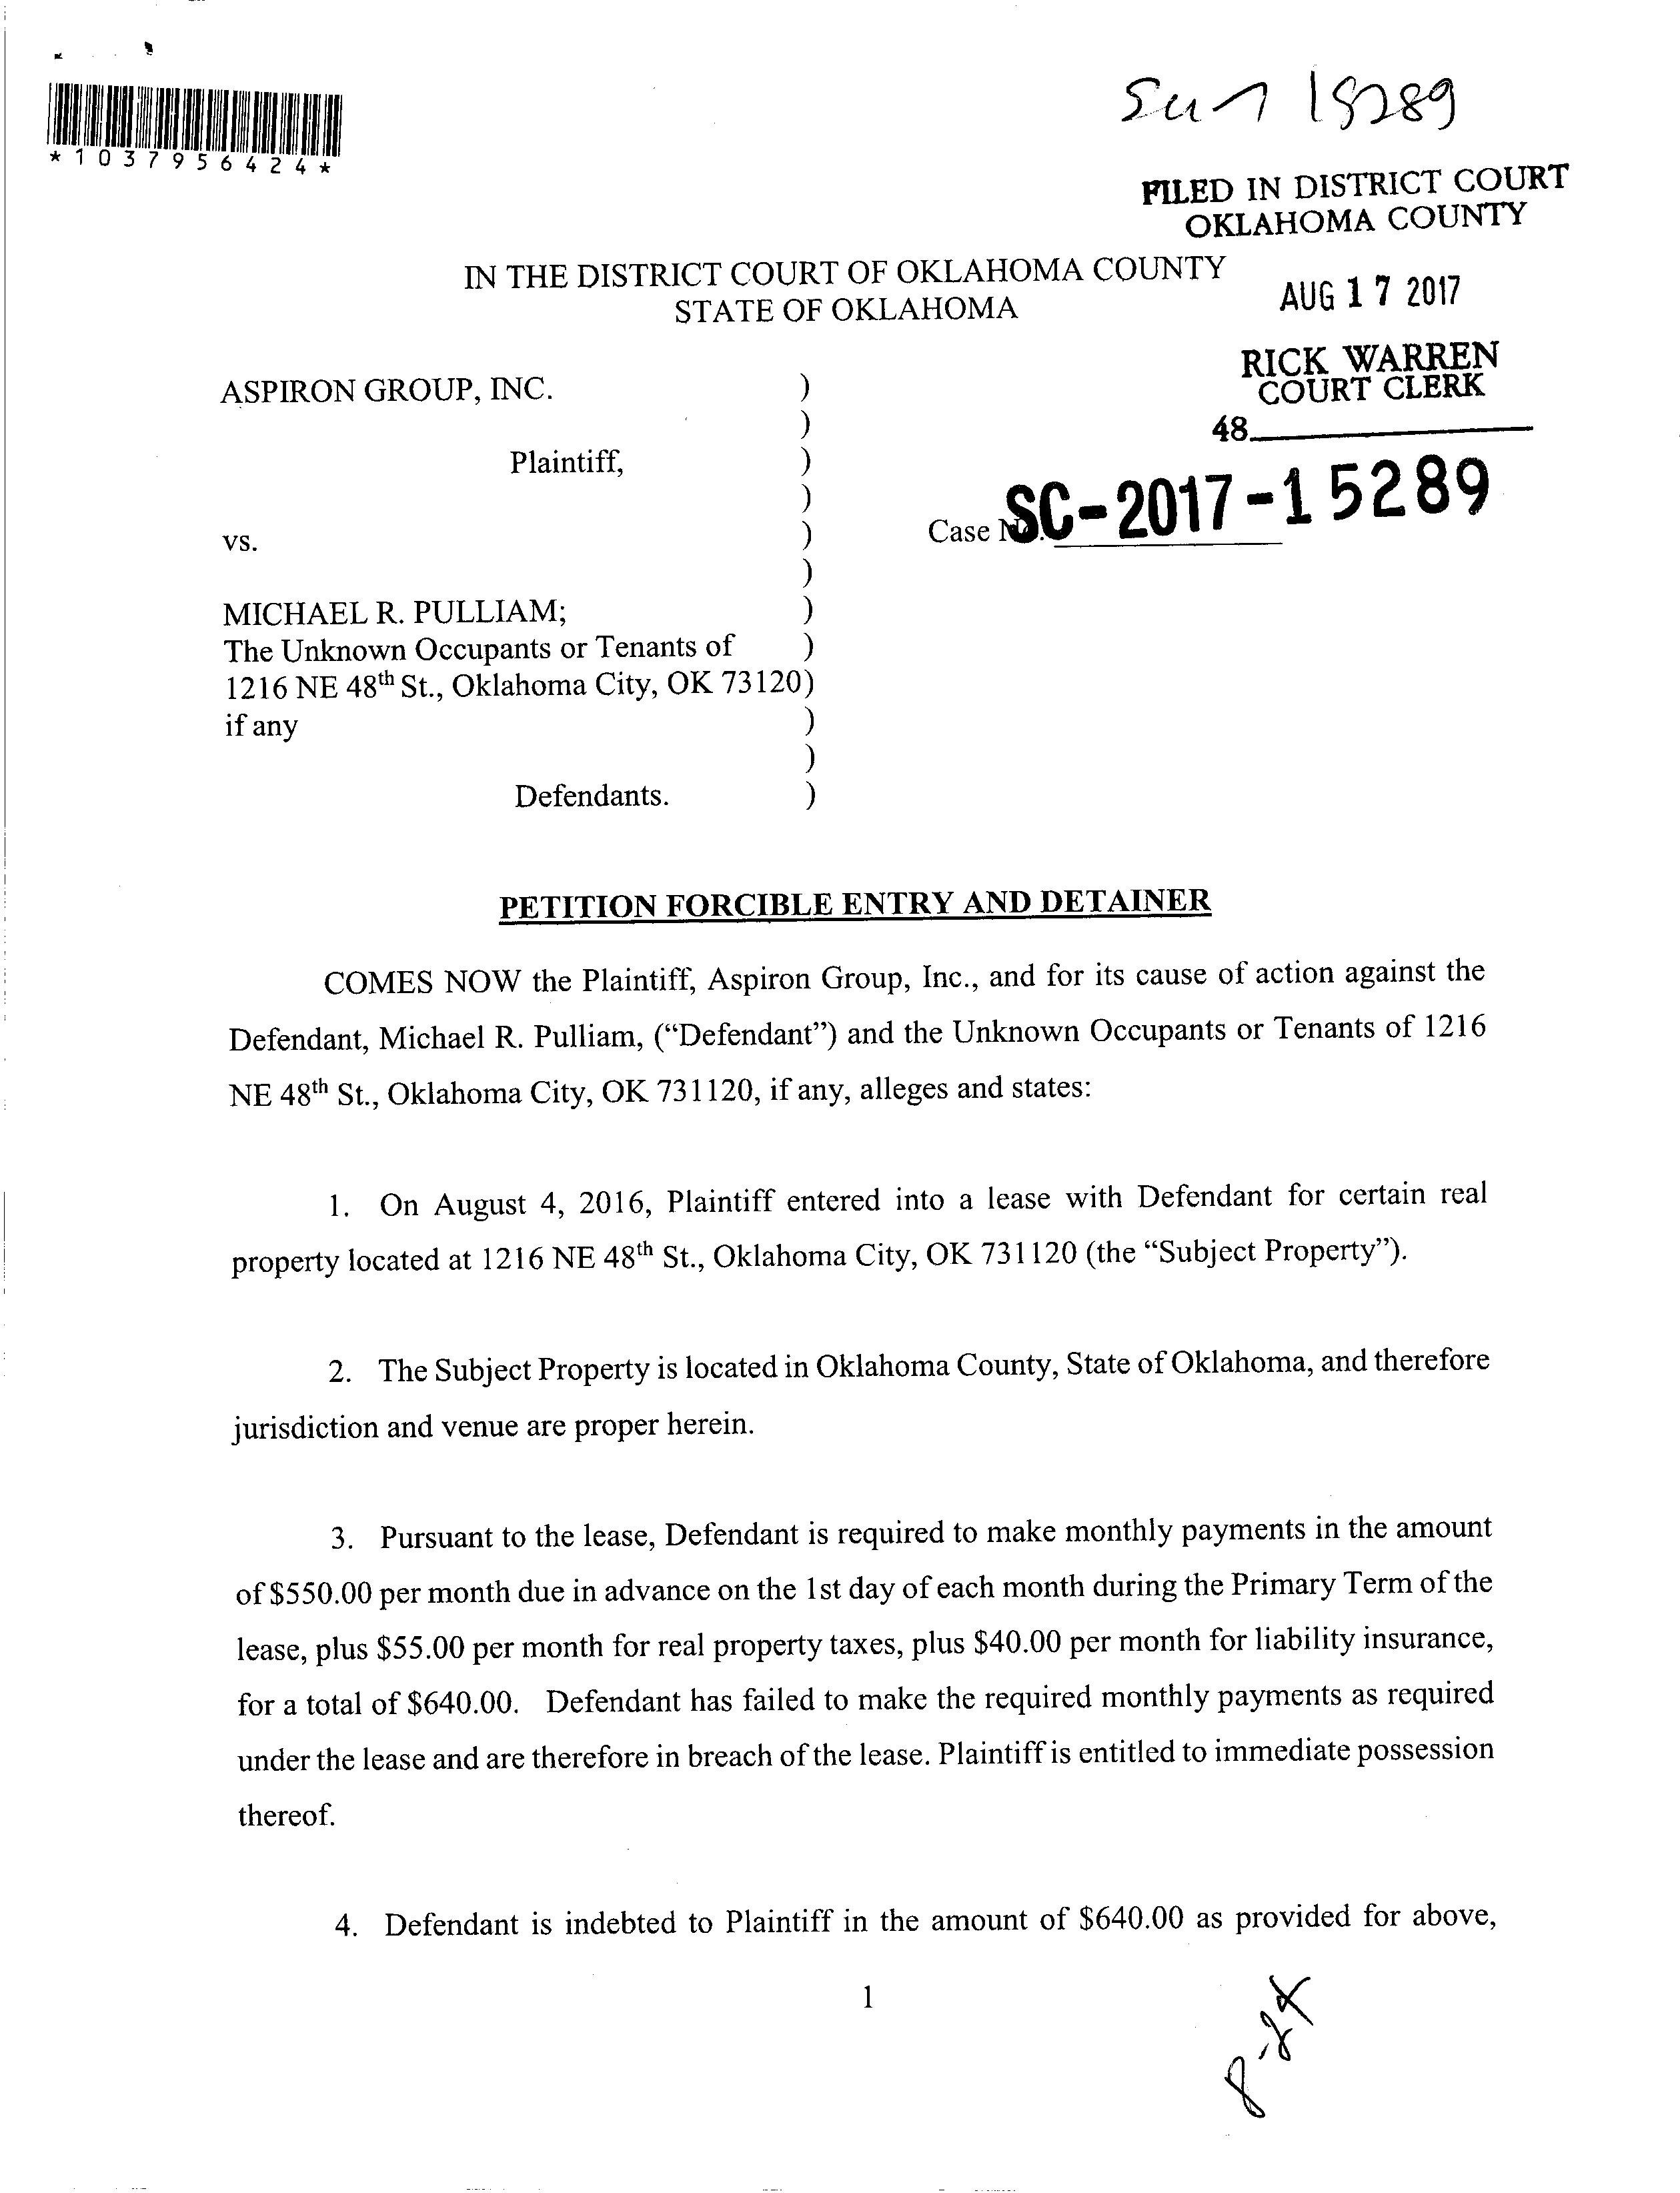 Sun 15289
*1037956424*
FILED IN DISTRICT COURT
OKLAHOMA COUNTY
IN THE DISTRICT COURT OF OKLAHOMA COUNTY
STATE OF OKLAHOMA
AUG 17 2017
RICK WARREN
COURT CLERK
48
ASPIRON GROUP, INC. )
)
Plaintiff, )
)
vs. ) Case No. SC-2017-15289
)
MICHAEL R. PULLIAM; )
The Unknown Occupants or Tenants of )
1216 NE 48th St., Oklahoma City, OK 73120)
if any )
)
Defendants. )
PETITION FORCIBLE ENTRY AND DETAINER
COMES NOW the Plaintiff, Aspiron Group, Inc., and for its cause of action against the
Defendant, Michael R. Pulliam, (“Defendant”) and the Unknown Occupants or Tenants of 1216
NE 48th St., Oklahoma City, OK 731120, if any, alleges and states:
1. On August 4, 2016, Plaintiff entered into a lease with Defendant for certain real
property located at 1216 NE 48th St., Oklahoma City, OK 731120 (the “Subject Property”).
2. The Subject Property is located in Oklahoma County, State of Oklahoma, and therefore
jurisdiction and venue are proper herein.
3. Pursuant to the lease, Defendant is required to make monthly payments in the amount
of $550.00 per month due in advance on the 1st day of each month during the Primary Term of the
lease, plus $55.00 per month for real property taxes, plus $40.00 per month for liability insurance,
for a total of $640.00. Defendant has failed to make the required monthly payments as required
under the lease and are therefore in breach of the lease. Plaintiff is entitled to immediate possession
thereof.
4. Defendant is indebted to Plaintiff in the amount of $640.00 as provided for above,
1